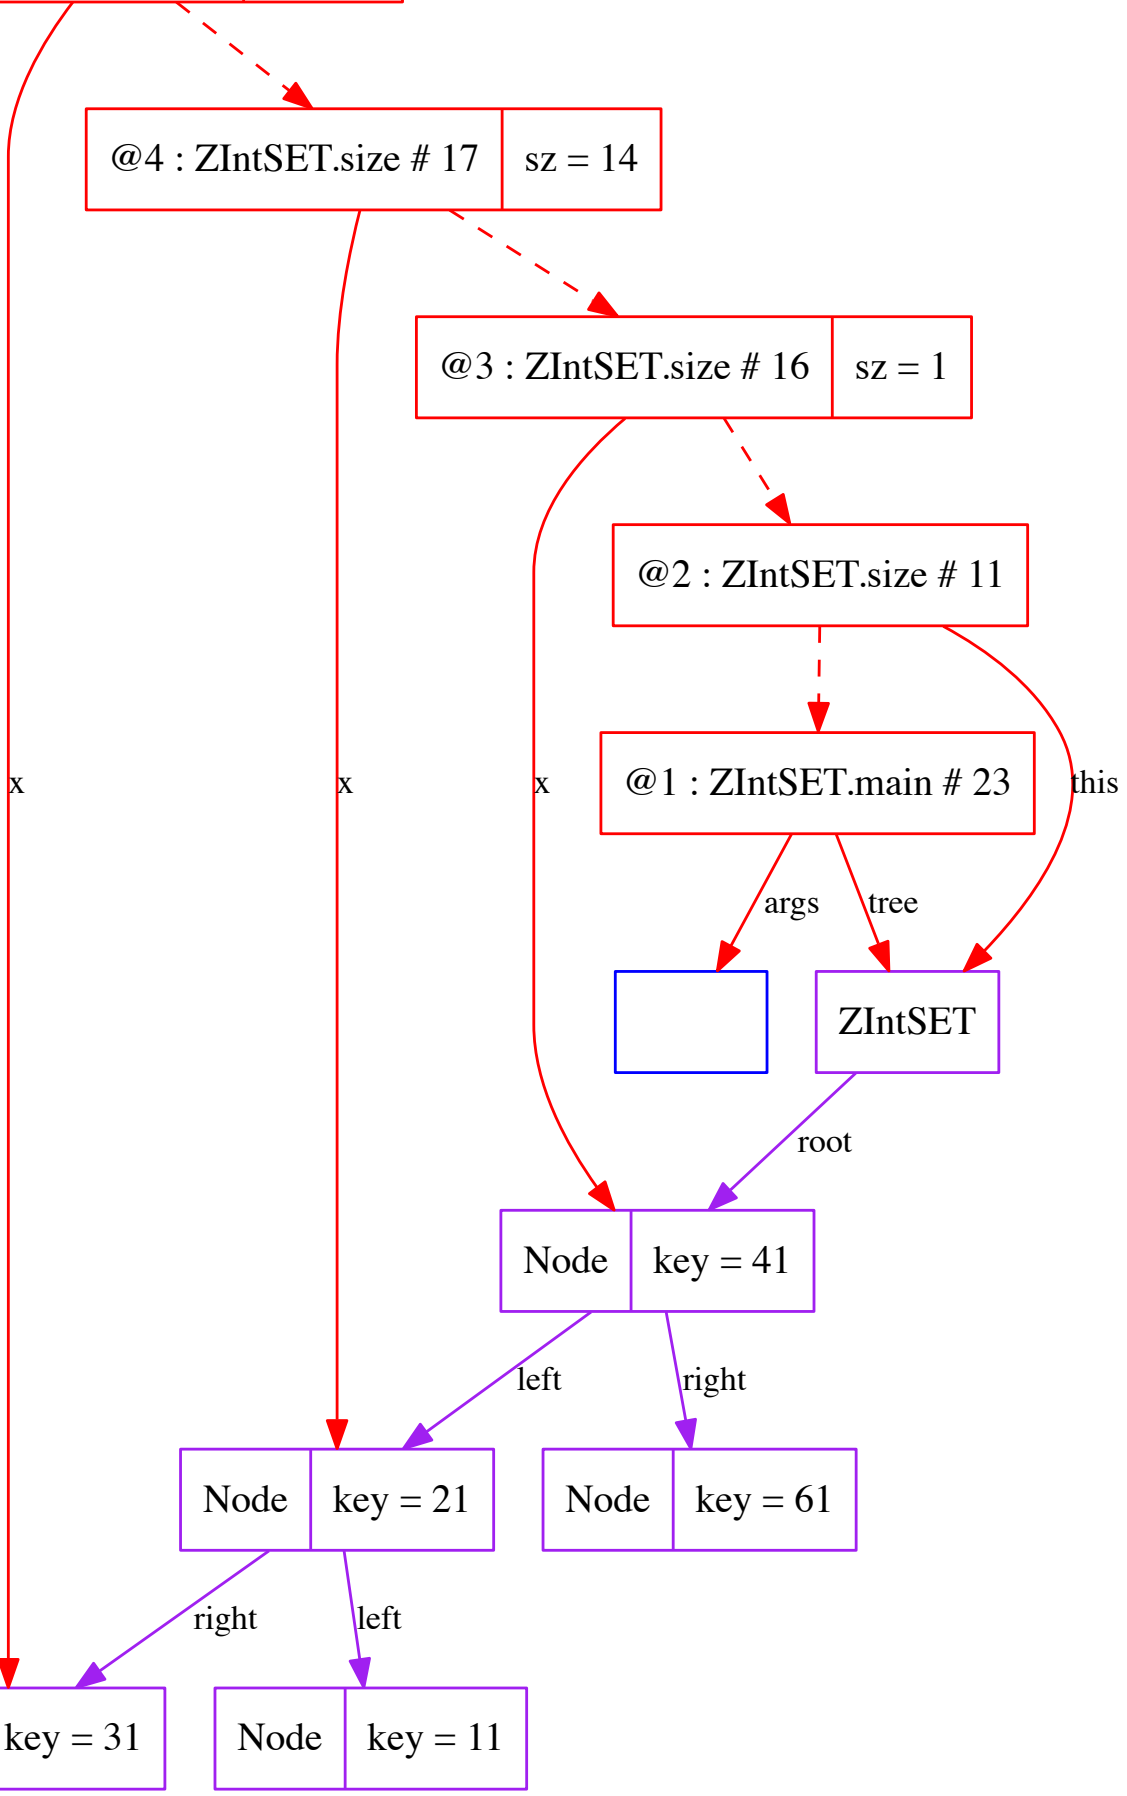 @4 : ZIntSET.size # 17 sz = 14
@3 : ZIntSET.size # 16 sz = 1
@2 : ZIntSET.size # 11
x x x @1 : ZIntSET.main # 23 this
args tree
ZIntSET
root
Node key = 41
left right
Node key = 21 Node key = 61
right left
key = 31 Node key = 11